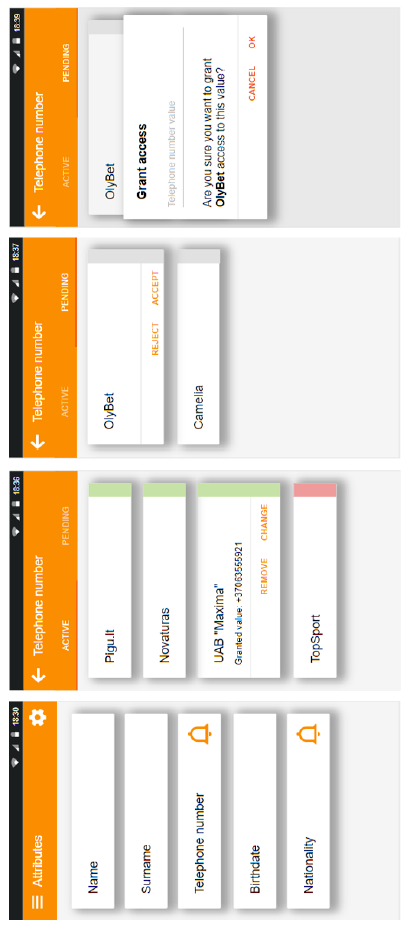 18:30
Attributes
Name
Surname
Telephone number
Birthdate
Nationality
18:36
Telephone number
ACTIVE PENDING
Pigu.lt
Novaturas
UAB "Maxima"
Granted value: +37063555921
REMOVE CHANGE
TopSport
18:37
Telephone number
ACTIVE PENDING
OlyBet
REJECT ACCEPT
Camelia
18:39
Telephone number
ACTIVE PENDING
OlyBet
Grant access
Telephone number value
Are you sure you want to grant
OlyBet access to this value?
CANCEL OK